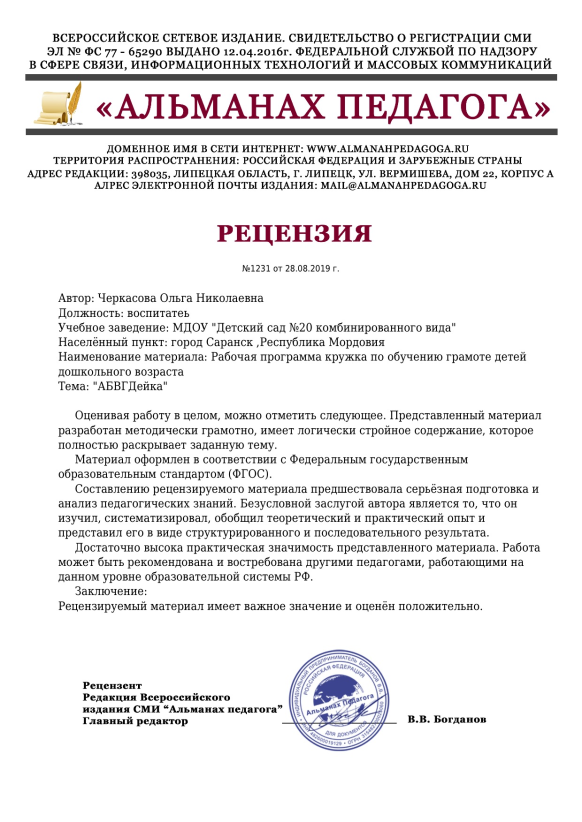 ВСЕРОССИЙСКОЕ СЕТЕВОЕ ИЗДАНИЕ. СВИДЕТЕЛЬСТВО О РЕГИСТРАЦИИ СМИ
ЭЛ № ФС 77 - 65290 ВЫДАНО 12.04.2016г. ФЕДЕРАЛЬНОЙ СЛУЖБОЙ ПО НАДЗОРУ
В СФЕРЕ СВЯЗИ, ИНФОРМАЦИОННЫХ ТЕХНОЛОГИЙ И МАССОВЫХ КОММУНИКАЦИЙ
«АЛЬМАНАХ ПЕДАГОГА»
ДОМЕННОЕ ИМЯ В СЕТИ ИНТЕРНЕТ: WWW.ALMANAHPEDAGOGA.RU
ТЕРРИТОРИЯ РАСПРОСТРАНЕНИЯ: РОССИЙСКАЯ ФЕДЕРАЦИЯ И ЗАРУБЕЖНЫЕ СТРАНЫ
АДРЕС РЕДАКЦИИ: 398035, ЛИПЕЦКАЯ ОБЛАСТЬ, Г. ЛИПЕЦК, УЛ. ВЕРМИШЕВА, ДОМ 22, КОРПУС А
АЛРЕС ЭЛЕКТРОННОЙ ПОЧТЫ ИЗДАНИЯ: MAIL@ALMANAHPEDAGOGA.RU
РЕЦЕНЗИЯ
№1231 от 28.08.2019 г.
Автор: Черкасова Ольга Николаевна
Должность: воспитатеь
Учебное заведение: МДОУ "Детский сад №20 комбинированного вида"
Населённый пункт: город Саранск ,Республика Мордовия
Наименование материала: Рабочая программа кружка по обучению грамоте детей
дошкольного возраста
Тема: "АБВГДейка"
Оценивая работу в целом, можно отметить следующее. Представленный материал
разработан методически грамотно, имеет логически стройное содержание, которое
полностью раскрывает заданную тему.
Материал оформлен в соответствии с Федеральным государственным
образовательным стандартом (ФГОС).
Составлению рецензируемого материала предшествовала серьёзная подготовка и
анализ педагогических знаний. Безусловной заслугой автора является то, что он
изучил, систематизировал, обобщил теоретический и практический опыт и
представил его в виде структурированного и последовательного результата.
Достаточно высока практическая значимость представленного материала. Работа
может быть рекомендована и востребована другими педагогами, работающими на
данном уровне образовательной системы РФ.
Заключение:
Рецензируемый материал имеет важное значение и оценён положительно.
Рецензент
Редакция Всероссийского
издания СМИ “Альманах педагога”
Главный редактор
РОССИЙСКАЯ ФЕДЕРАЦИЯ
Альманах Педагога
ДЛЯ ДОКУМЕНТОВ
В.В. Богданов